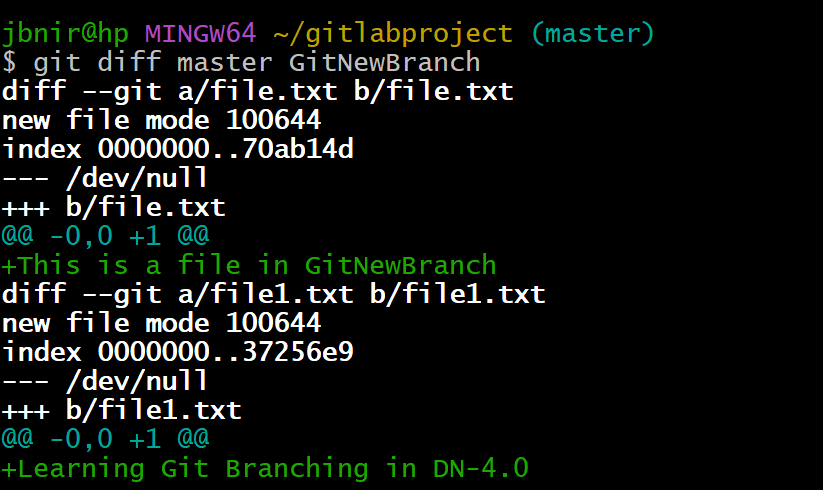 jbnir@hp MINGW64 ~/gitlabproject (master)
$ git diff master GitNewBranch
diff --git a/file.txt b/file.txt
new file mode 100644
index 0000000..70ab14d
--- /dev/null
+++ b/file.txt
@@ -0,0 +1 @@
+This is a file in GitNewBranch
diff --git a/file1.txt b/file1.txt
new file mode 100644
index 0000000..37256e9
--- /dev/null
+++ b/file1.txt
@@ -0,0 +1 @@
+Learning Git Branching in DN-4.0